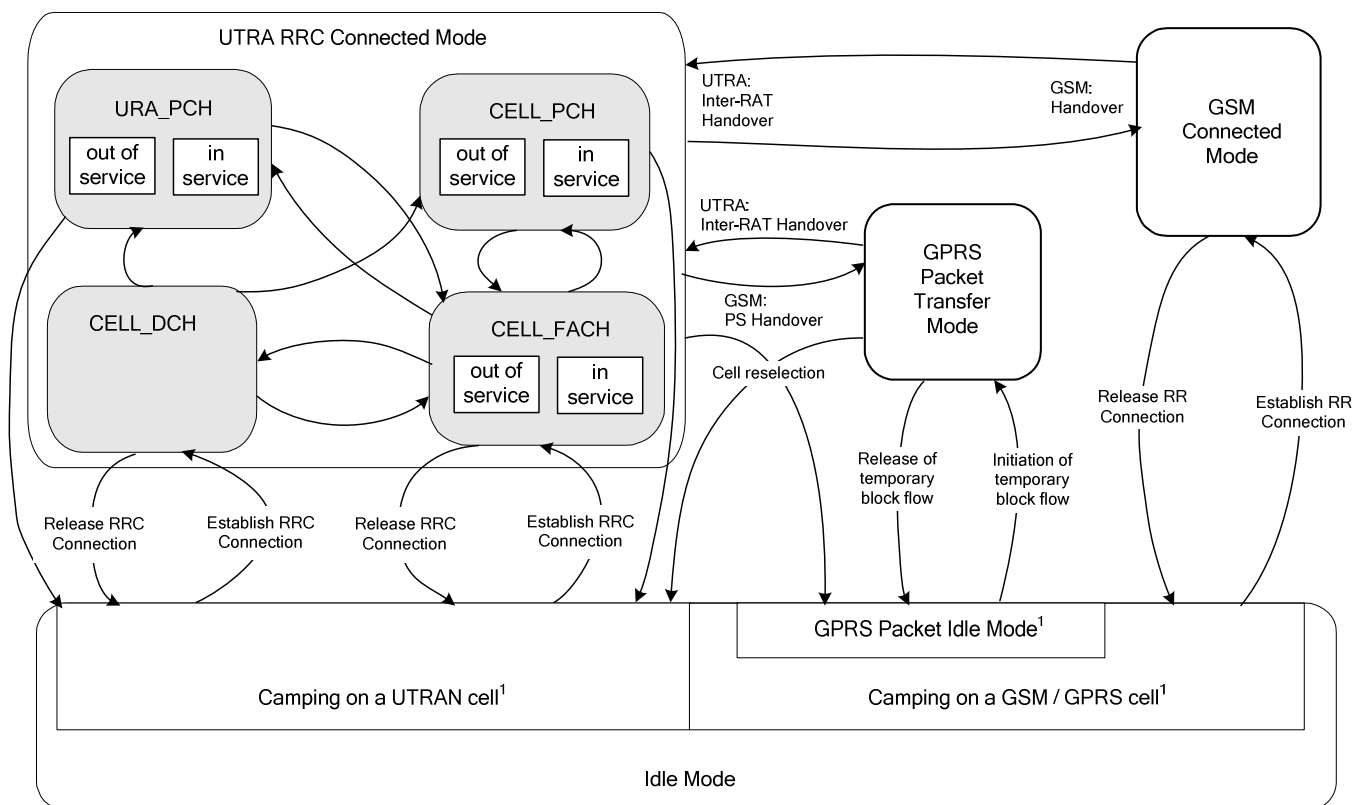 UTRA RRC Connected Mode
URA_PCH
out of
service
in
service
CELL_PCH
out of
service
in
service
CELL_DCH
CELL_FACH
out of
service
in
service
UTRA:
Inter-RAT
Handover
GSM:
Handover
GSM
Connected
Mode
UTRA:
Inter-RAT Handover
GSM:
PS Handover
GPRS
Packet
Transfer
Mode
Cell reselection
Release RR
Connection
Establish RR
Connection
Release of
temporary
block flow
Initiation of
temporary
block flow
Release RRC
Connection
Establish RRC
Connection
Release RRC
Connection
Establish RRC
Connection
GPRS Packet Idle Mode¹
Camping on a UTRAN cell¹
Camping on a GSM / GPRS cell¹
Idle Mode